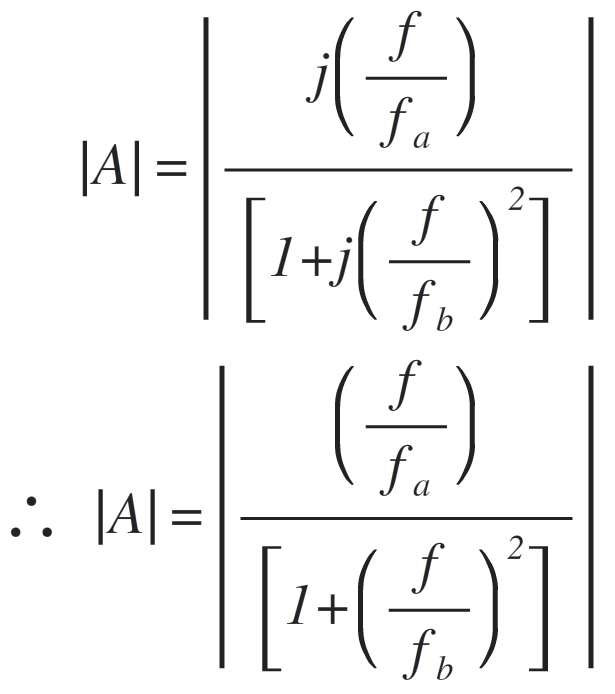 |A| = | j(f/f_a) / [1+j(f/f_b)^2] |
∴ |A| = | (f/f_a) / [1+(f/f_b)^2] |